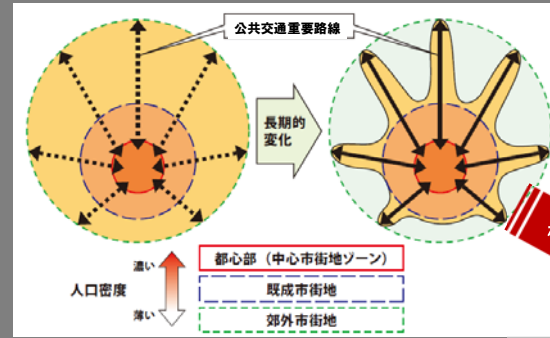 公共交通重要路線
長期的
変化
人口密度
濃い
薄い
都心部（中心市街地ゾーン）
既成市街地
郊外市街地